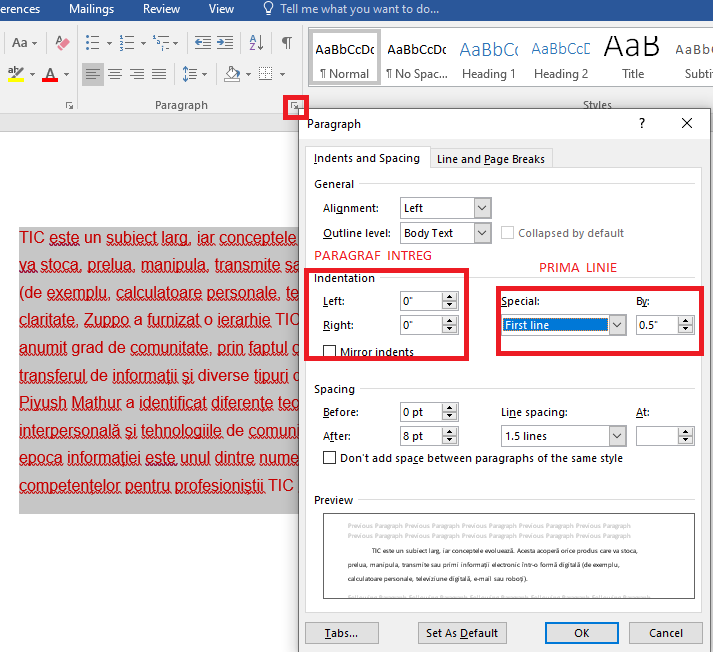 erences Mailings Review View Tell me what you want to do...
Aa
A
Z
¶
AaBbCcDc AaBbCcDc AaBbCc AaBbCcD AaB AaBb
¶ Normal ¶ No Spac... Heading 1 Heading 2 Title Subti
ab A
Paragraph Styles
Paragraph ? ×
Indents and Spacing Line and Page Breaks
General
Alignment: Left
Outline level: Body Text Collapsed by default
PARAGRAF INTREG
PRIMA LINIE
Indentation
Left: 0"
Right: 0"
Mirror indents
Special: By:
First line 0.5"
Spacing
Before: 0 pt
After: 8 pt
Line spacing: At:
1.5 lines
Don't add space between paragraphs of the same style
Preview
Previous Paragraph Previous Paragraph Previous Paragraph Previous Paragraph Previous Paragraph
Previous Paragraph Previous Paragraph Previous Paragraph Previous Paragraph Previous Paragraph
TIC este un subiect larg, iar conceptele evoluează. Acesta acoperă orice produs care va stoca,
prelua, manipula, transmite sau primi informații electronic într-o formă digitală (de exemplu,
calculatoare personale, televiziune digitală, e-mail sau roboți).
Tabs... Set As Default OK Cancel
TIC este un subiect larg, iar conceptele
va stoca, prelua, manipula, transmite sa
(de exemplu, calculatoare personale, te
claritate, Zuppo a furnizat o ierarhie TIC
anumit grad de comunitate, prin faptul c
transferul de informații și diverse tipuri c
Piyush Mathur a identificat diferențe teo
interpersonală și tehnologiile de comuni
epoca informației este unul dintre nume
competențelor pentru profesioniștii TIC